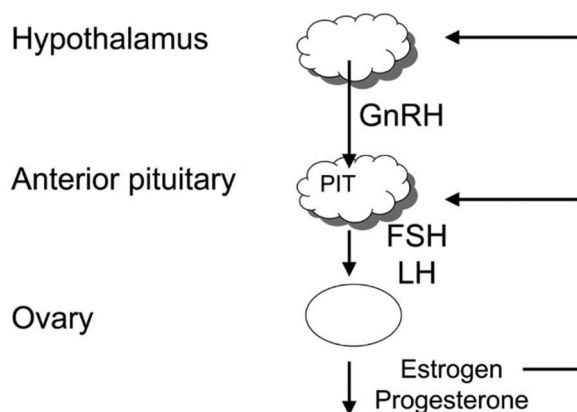 Hypothalamus
GnRH
Anterior pituitary
PIT
FSH
LH
Ovary
Estrogen
Progesterone